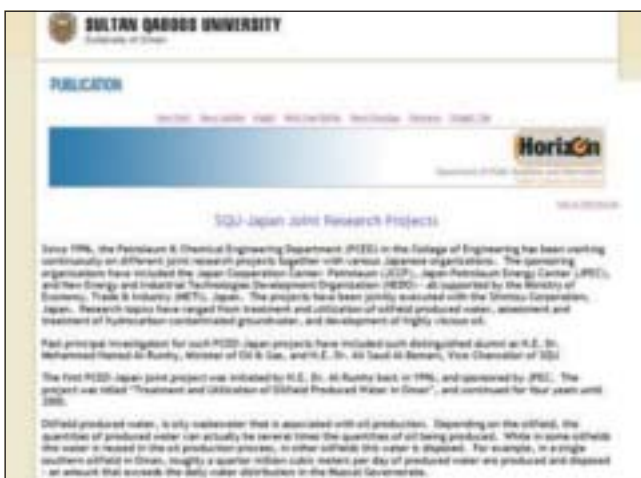 SULTAN QABOOS UNIVERSITY
Sultanate of Oman
PUBLICATION
Horizon
Department of Public Relations and Information
SQU-Japan Joint Research Projects
Since 1996, the Petroleum & Chemical Engineering Department (PCED) in the College of Engineering has been working
continuously on different joint research projects together with various Japanese organizations. The sponsoring
organizations have included the Japan Cooperation Center, Petroleum (JCCP), Japan Petroleum Energy Center (JPEC),
and New Energy and Industrial Technologies Development Organization (NEDO) - all supported by the Ministry of
Economy, Trade & Industry (METI), Japan. The projects have been jointly executed with the Shimizu Corporation,
Japan. Research topics have ranged from treatment and utilization of oilfield produced water, assessment and
treatment of hydrocarbon contaminated groundwater, and development of highly viscous oil.
Past principal investigators for such PCED-Japan projects have included such distinguished alumni as H.E. Dr.
Mohammed Hamed Al-Rumhy, Minister of Oil & Gas, and H.E. Dr. Ali Saud Al-Bemani, Vice Chancellor of SQU
The first PCED-Japan joint project was initiated by H.E. Dr. Al-Rumhy back in 1996, and sponsored by JPEC. The
project was titled "Treatment and Utilization of Oilfield Produced Water in Oman", and continued for four years until
2000.
Oilfield produced water, is oily wastewater that is associated with oil production. Depending on the oilfield, the
quantities of produced water can actually be several times the quantities of oil being produced. While in some oilfields
this water is reused in the oil production process, in other oilfields this water is disposed. For example, in a single
southern oilfield in Oman, roughly a quarter million cubic meters per day of produced water are produced and disposed
- an amount that exceeds the daily water distribution in the Muscat Governorate.